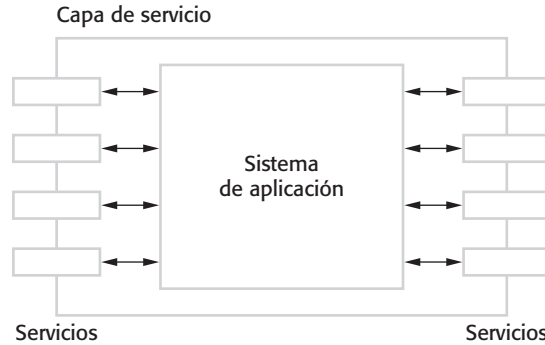 Capa de servicio
Sistema
de aplicación
Servicios
Servicios